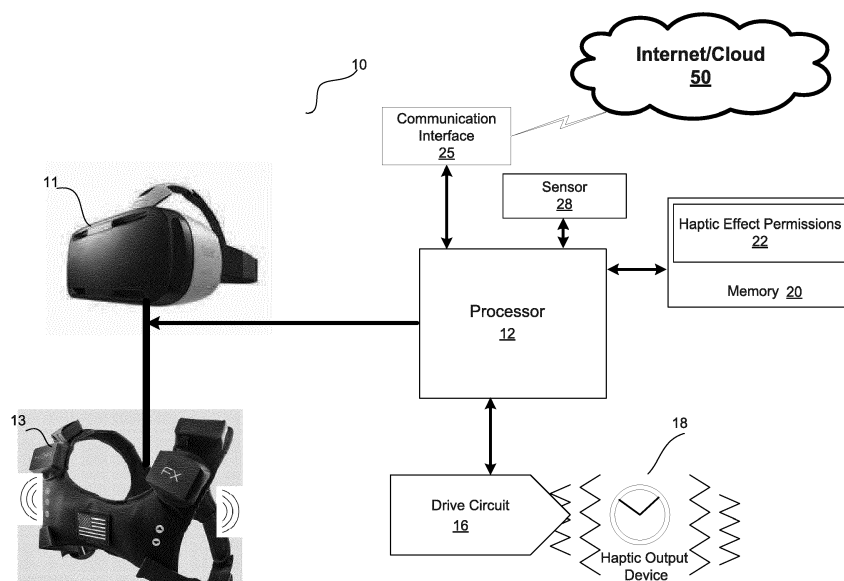 10
Internet/Cloud
50
Communication
Interface
25
11
Sensor
28
Haptic Effect Permissions
22
Memory 20
Processor
12
13
FX
18
Drive Circuit
16
Haptic Output
Device